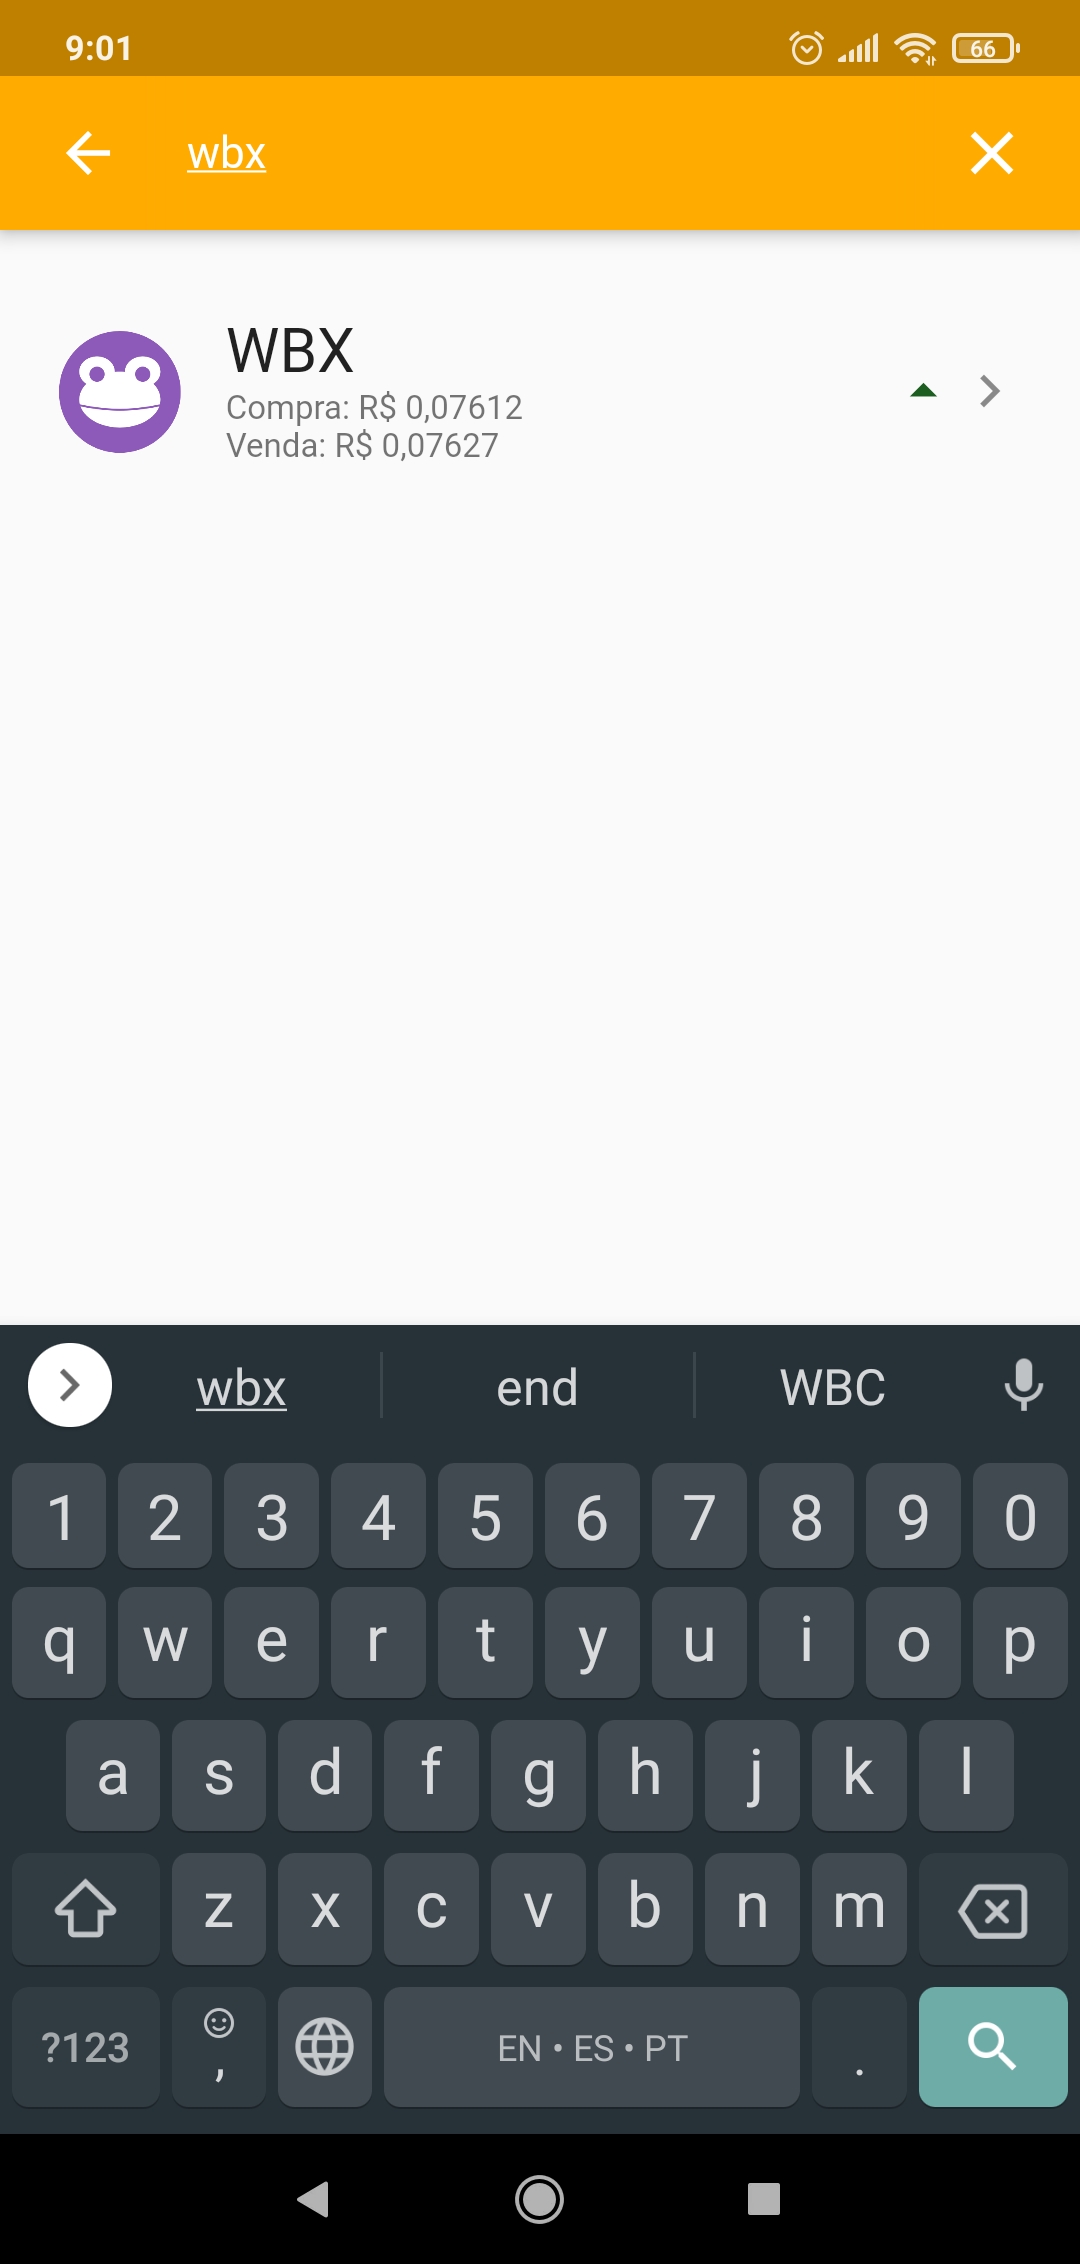 9:01
66
wbx
WBX
Compra: R$ 0,07612
Venda: R$ 0,07627
wbx end WBC
1 2 3 4 5 6 7 8 9 0
q w e r t y u i o p
a s d f g h j k l
z x c v b n m
?123 , EN • ES • PT .